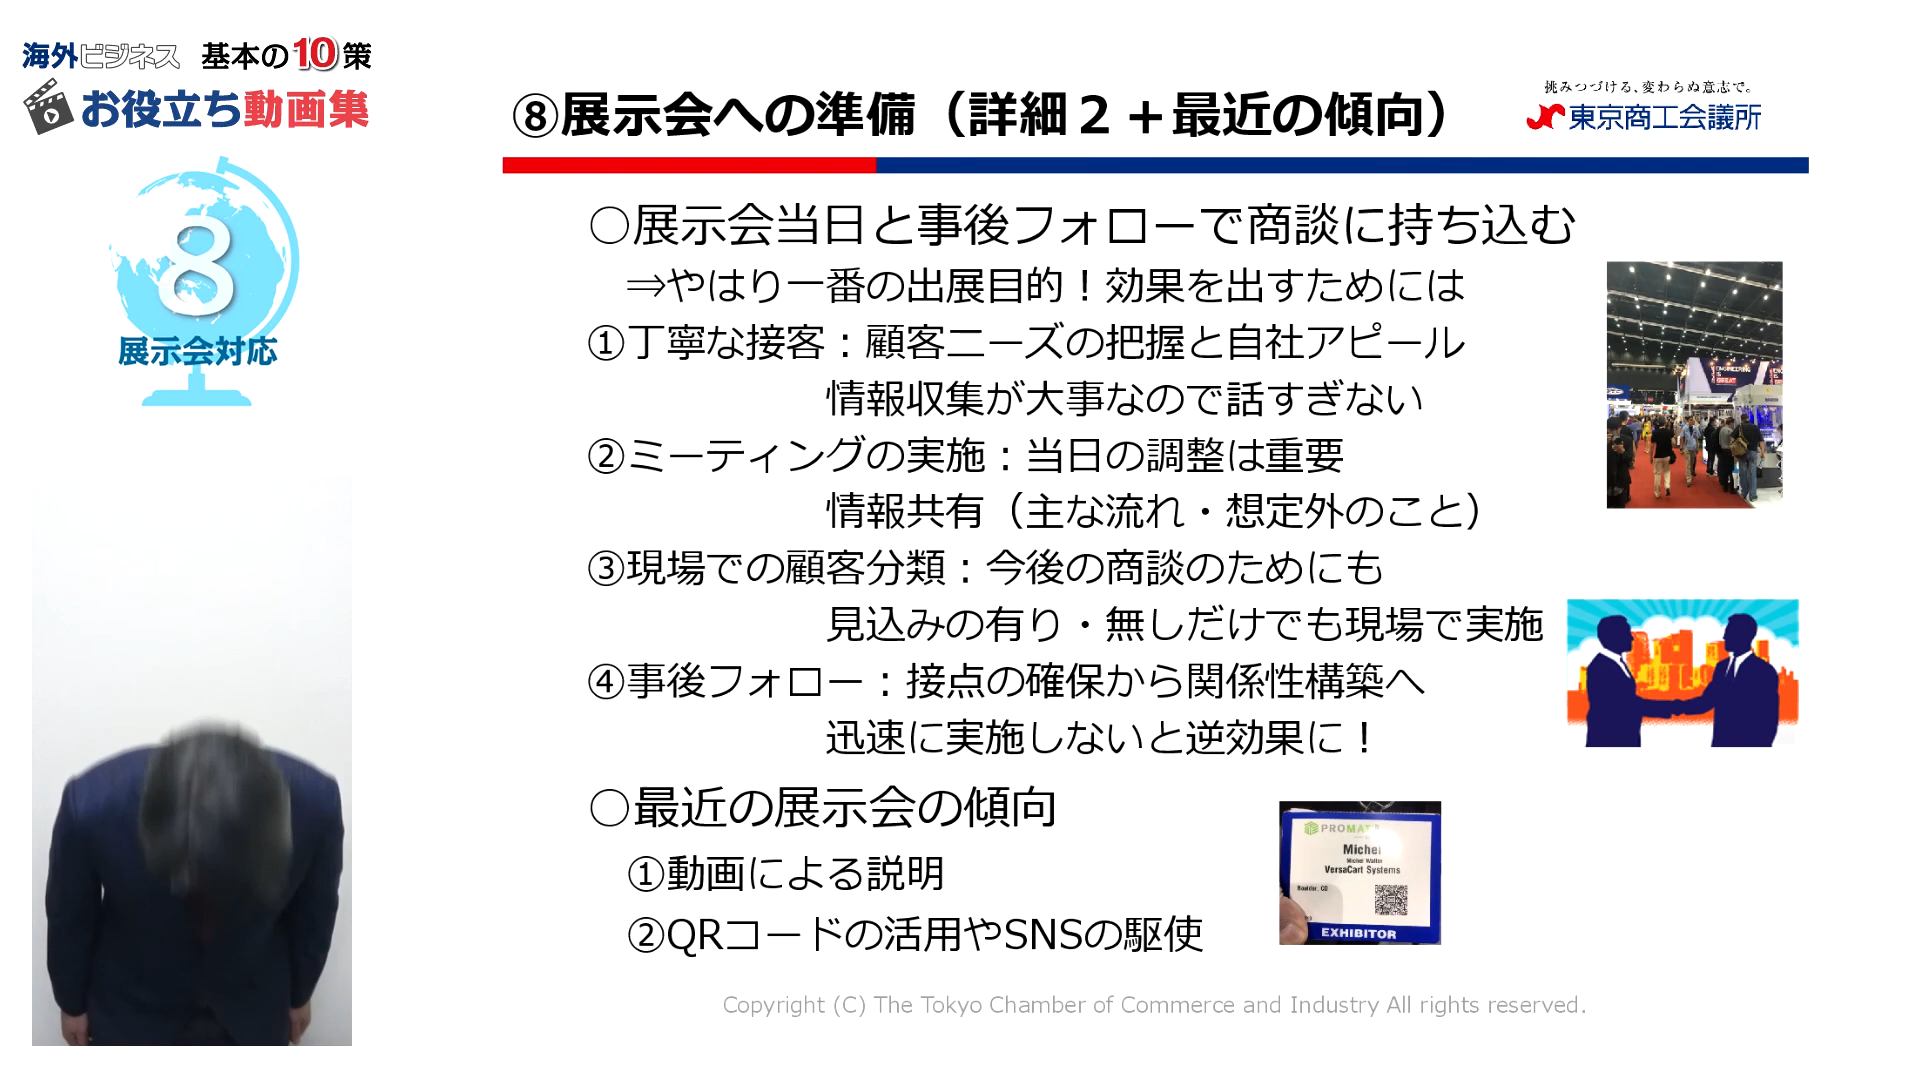 海外ビジネス 基本の10策
お役立ち動画集
8
展示会対応
⑧展示会への準備（詳細２＋最近の傾向）
挑みつづける、変わらぬ意志で。
東京商工会議所
○展示会当日と事後フォローで商談に持ち込む
⇒やはり一番の出展目的！効果を出すためには
①丁寧な接客：顧客ニーズの把握と自社アピール
情報収集が大事なので話すぎない
②ミーティングの実施：当日の調整は重要
情報共有（主な流れ・想定外のこと）
③現場での顧客分類：今後の商談のためにも
見込みの有り・無しだけでも現場で実施
④事後フォロー：接点の確保から関係性構築へ
迅速に実施しないと逆効果に！
○最近の展示会の傾向
①動画による説明
②QRコードの活用やSNSの駆使
PROMAT
Michel
Michel Wallin
VersaCart Systems
Boulder, CO
EXHIBITOR
Copyright (C) The Tokyo Chamber of Commerce and Industry All rights reserved.